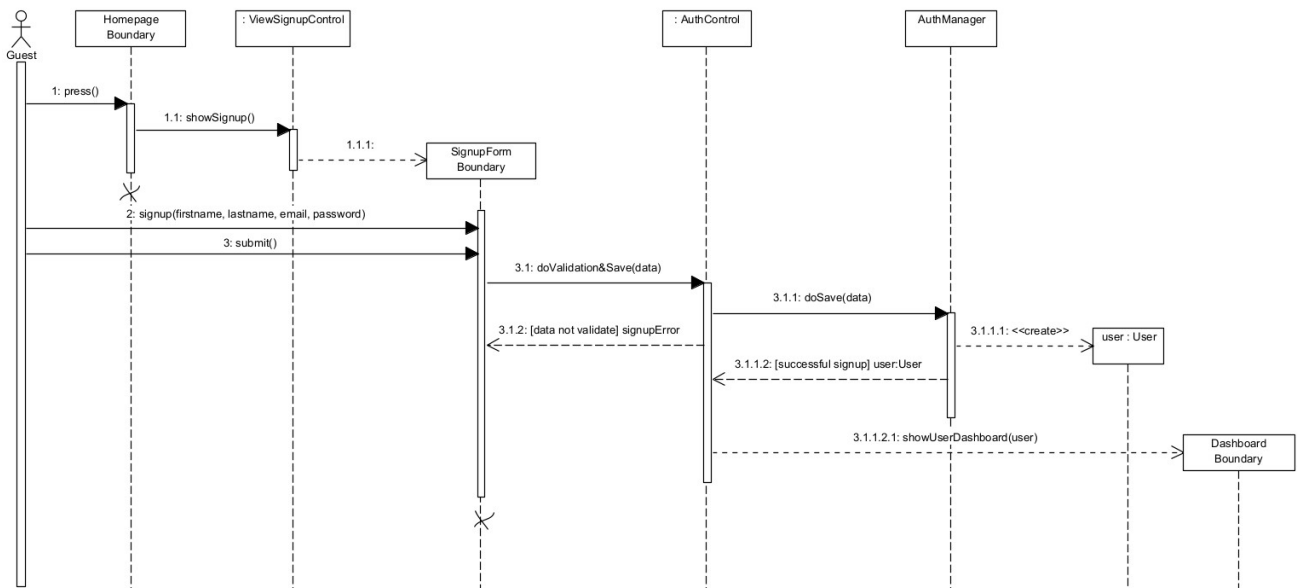 Homepage
Boundary
: ViewSignupControl
: AuthControl
AuthManager
Guest
1: press()
1.1: showSignup()
1.1.1:
SignupForm
Boundary
2: signup(firstname, lastname, email, password)
3: submit()
3.1: doValidation&Save(data)
3.1.1: doSave(data)
3.1.2: [data not validate] signupError
3.1.1.1: <<create>>
user : User
3.1.1.2: [successful signup] user:User
3.1.1.2.1: showUserDashboard(user)
Dashboard
Boundary